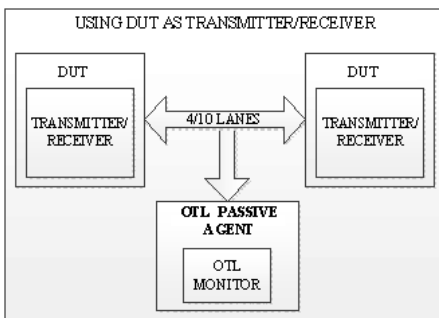 USING DUT AS TRANSMITTER/RECEIVER
DUT
TRANSMITTER/
RECEIVER
4/10 LANES
DUT
TRANSMITTER/
RECEIVER
OTL PASSIVE
AGENT
OTL
MONITOR